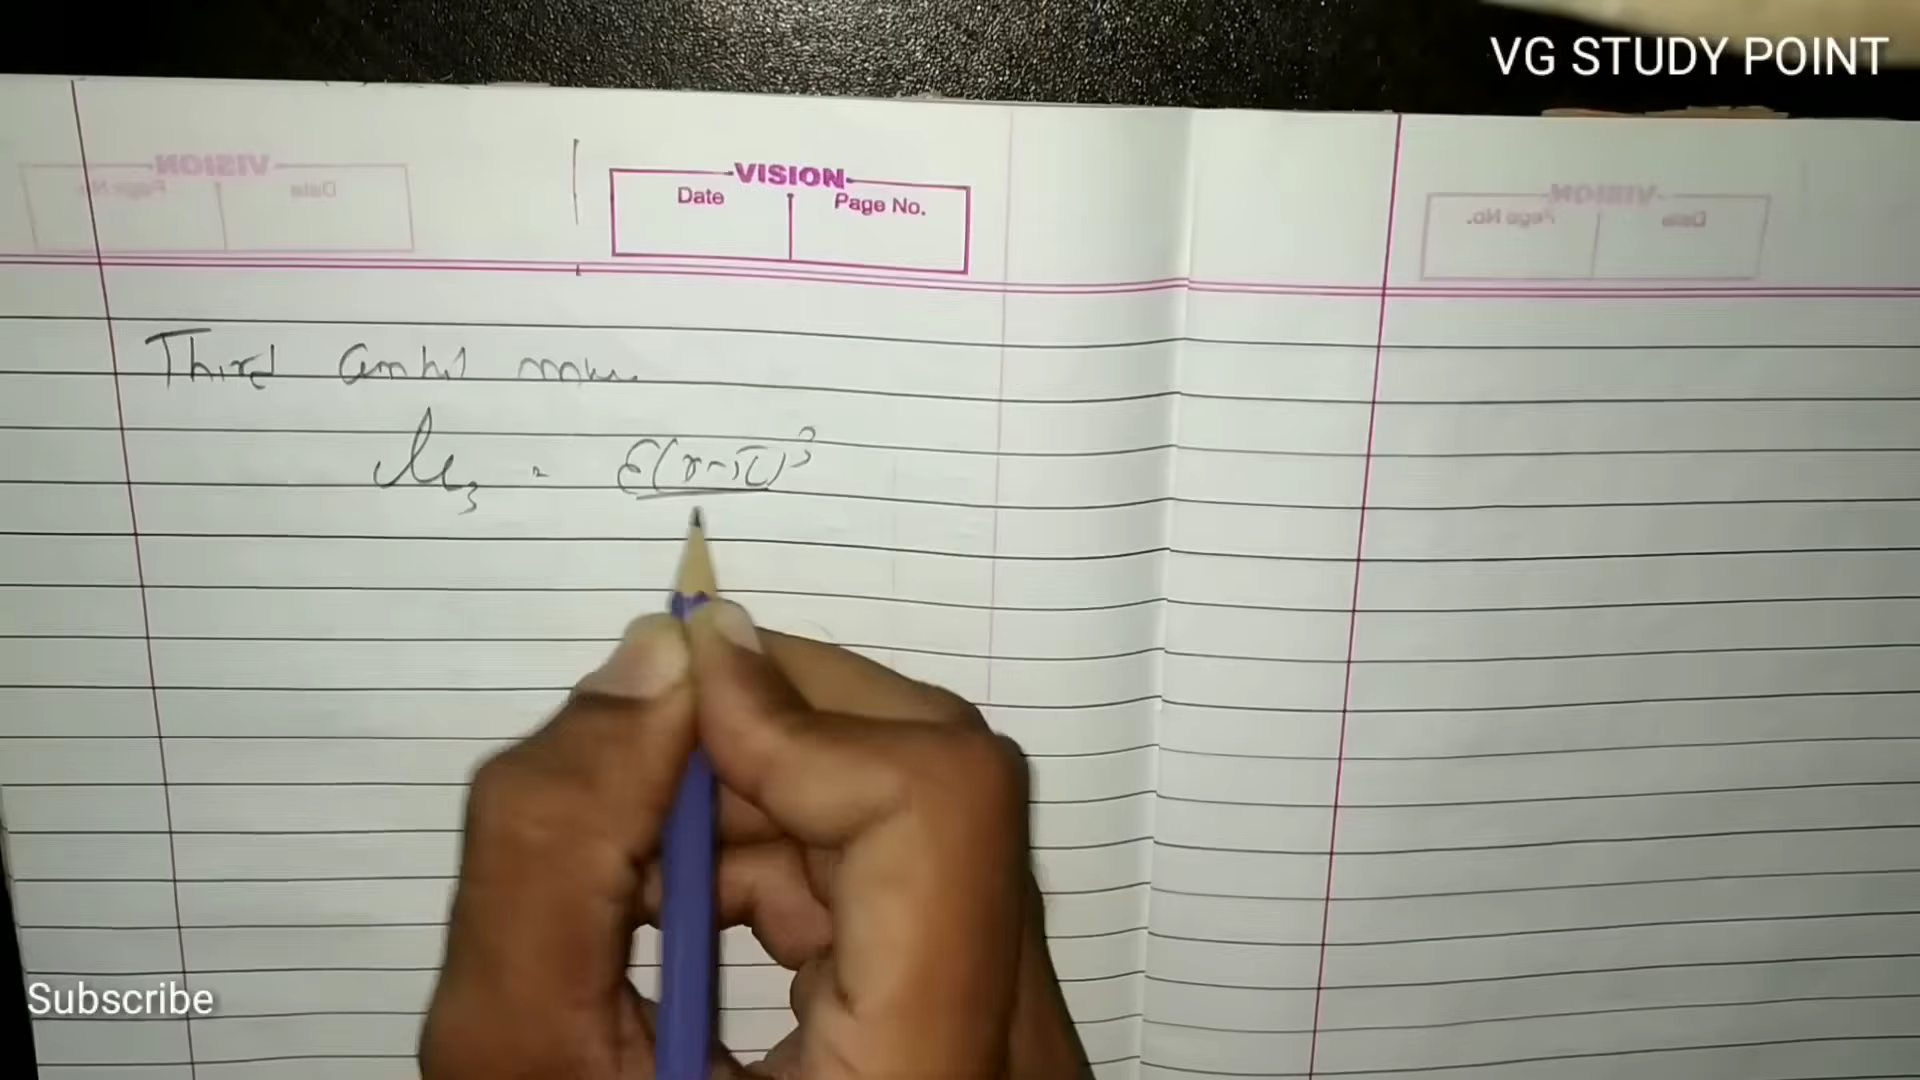 VG STUDY POINT
VISION
Date Page No.
Third
μ₃ = Σ(x-x̄)³
Subscribe